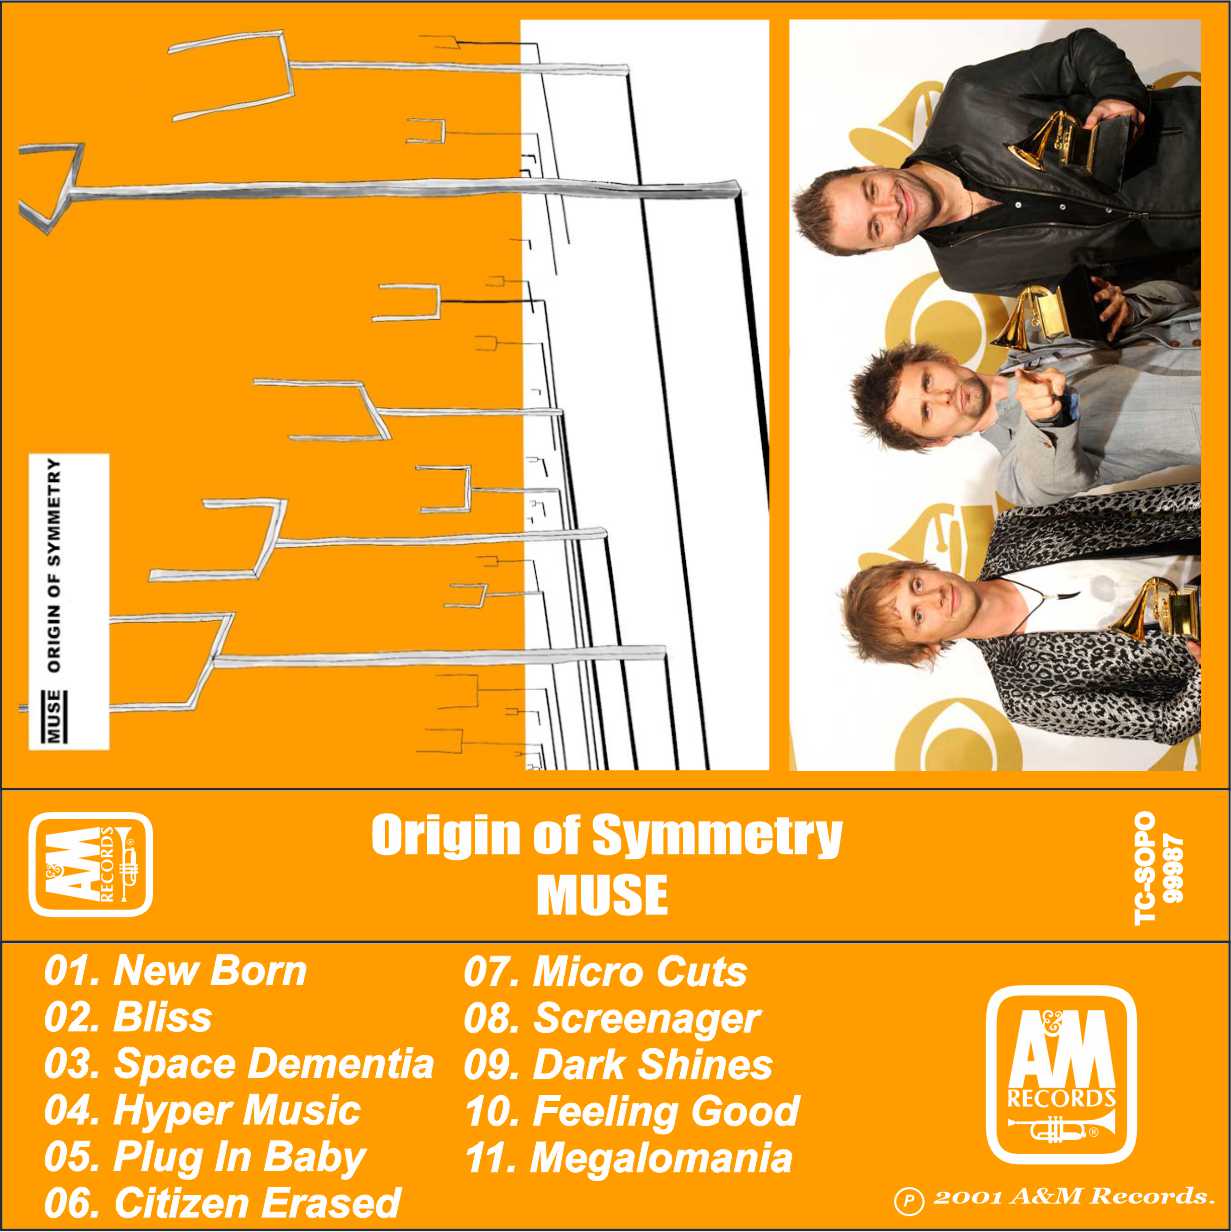 MUSE ORIGIN OF SYMMETRY
A&M
RECORDS
®
Origin of Symmetry
MUSE
TC-SOPO
99987
01. New Born
02. Bliss
03. Space Dementia
04. Hyper Music
05. Plug In Baby
06. Citizen Erased
07. Micro Cuts
08. Screenager
09. Dark Shines
10. Feeling Good
11. Megalomania
A&M
RECORDS
®
℗ 2001 A&M Records.